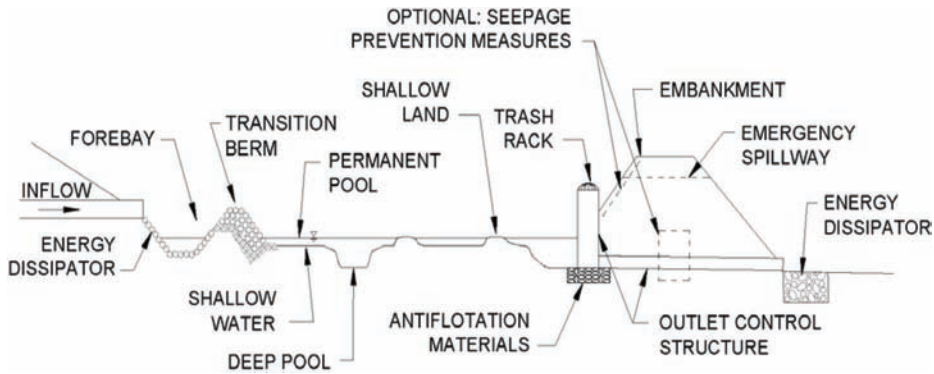 OPTIONAL: SEEPAGE
PREVENTION MEASURES
SHALLOW
LAND
TRASH
RACK
EMBANKMENT
EMERGENCY
SPILLWAY
FOREBAY
TRANSITION
BERM
PERMANENT
POOL
INFLOW
ENERGY
DISSIPATOR
ENERGY
DISSIPATOR
SHALLOW
WATER
DEEP POOL
ANTIFLOTATION
MATERIALS
OUTLET CONTROL
STRUCTURE